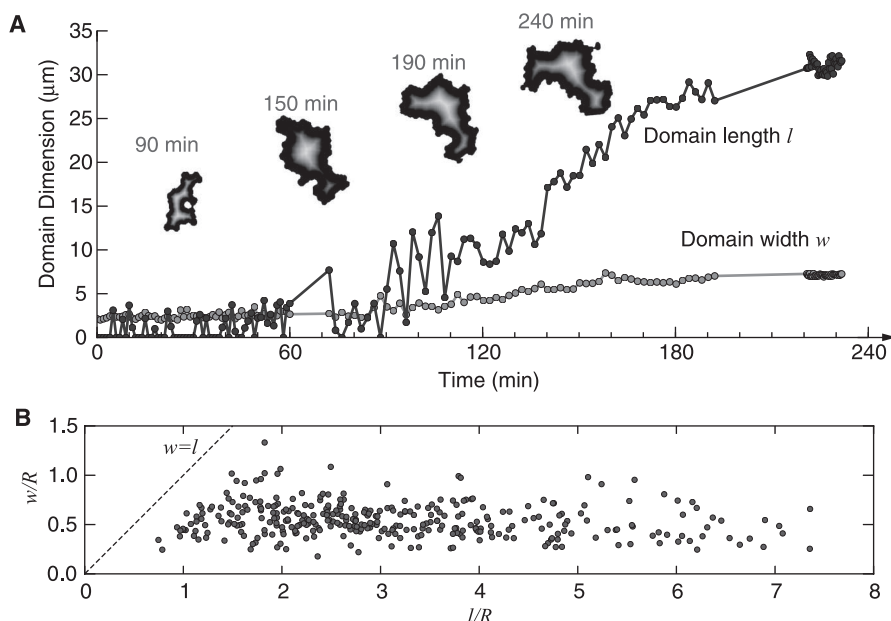 A
35
30
25
20
15
10
5
0
Domain Dimension (μm)
90 min
150 min
190 min
240 min
Domain length l
Domain width w
0 60 120 180 240
Time (min)
B
1.5
1.0
0.5
0.0
w/R
w=l
0 1 2 3 4 5 6 7 8
l/R